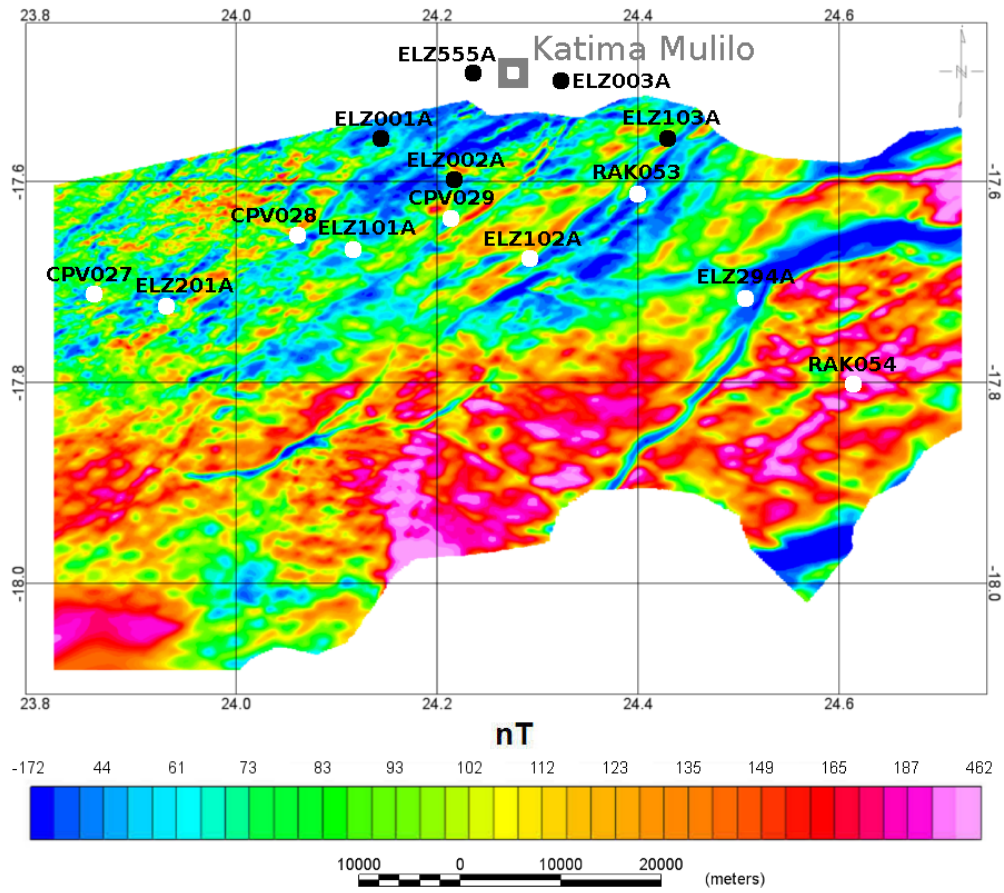 23.8 24.0 24.2 24.4 24.6
ELZ555A
Katima Mulilo
ELZ003A
N
ELZ001A
ELZ103A
ELZ002A
-17.6
RAK053
-17.6
CPV029
CPV028
ELZ101A
ELZ102A
CPV027
ELZ201A
ELZ294A
RAK054
-17.8
-17.8
-18.0
-18.0
23.8 24.0 24.2 24.4 24.6
nT
-172 44 61 73 83 93 102 112 123 135 149 165 187 462
10000 0 10000 20000
(meters)